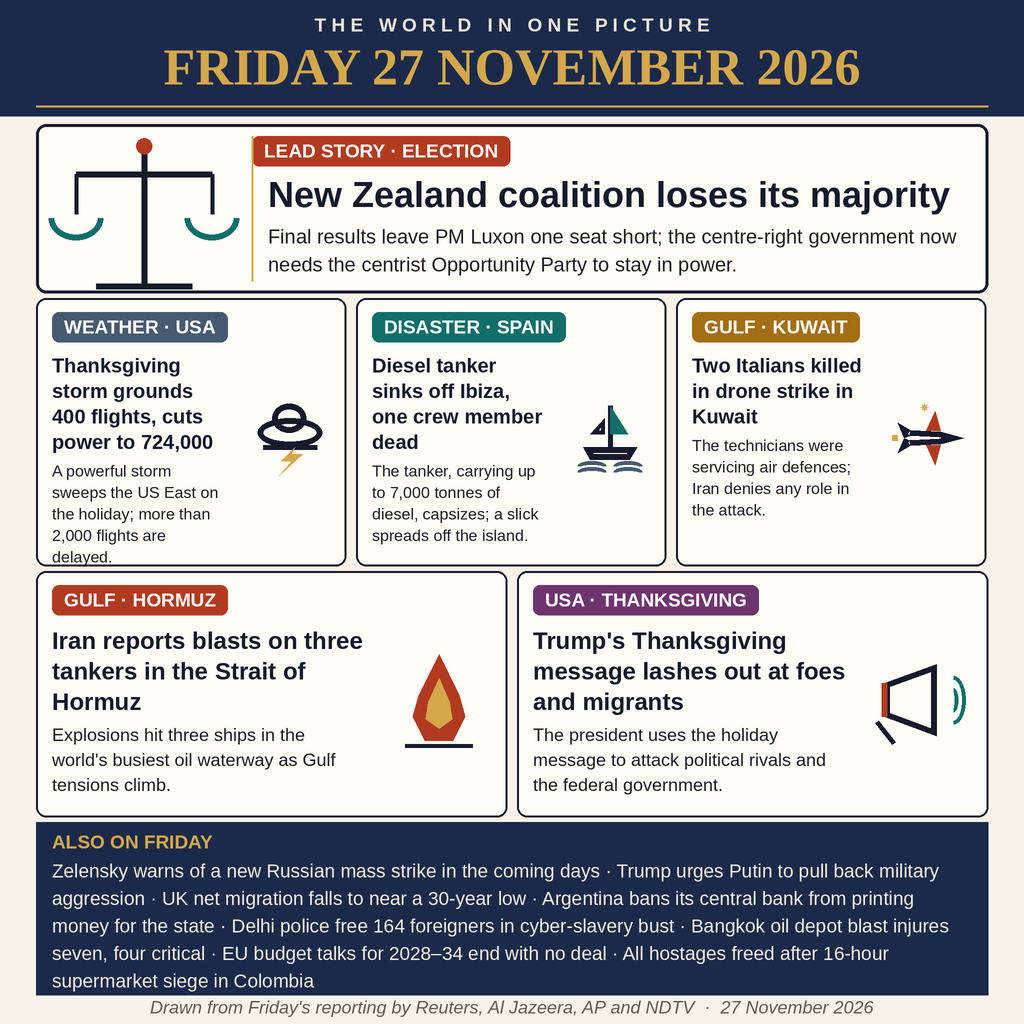 THE WORLD IN ONE PICTURE
FRIDAY 27 NOVEMBER 2026
LEAD STORY · ELECTION
New Zealand coalition loses its majority
Final results leave PM Luxon one seat short; the centre-right government now
needs the centrist Opportunity Party to stay in power.
WEATHER · USA
Thanksgiving
storm grounds
400 flights, cuts
power to 724,000
A powerful storm
sweeps the US East on
the holiday; more than
2,000 flights are
delayed.
DISASTER · SPAIN
Diesel tanker
sinks off Ibiza,
one crew member
dead
The tanker, carrying up
to 7,000 tonnes of
diesel, capsizes; a slick
spreads off the island.
GULF · KUWAIT
Two Italians killed
in drone strike in
Kuwait
The technicians were
servicing air defences;
Iran denies any role in
the attack.
GULF · HORMUZ
Iran reports blasts on three
tankers in the Strait of
Hormuz
Explosions hit three ships in the
world's busiest oil waterway as Gulf
tensions climb.
USA · THANKSGIVING
Trump's Thanksgiving
message lashes out at foes
and migrants
The president uses the holiday
message to attack political rivals and
the federal government.
ALSO ON FRIDAY
Zelensky warns of a new Russian mass strike in the coming days · Trump urges Putin to pull back military
aggression · UK net migration falls to near a 30-year low · Argentina bans its central bank from printing
money for the state · Delhi police free 164 foreigners in cyber-slavery bust · Bangkok oil depot blast injures
seven, four critical · EU budget talks for 2028–34 end with no deal · All hostages freed after 16-hour
supermarket siege in Colombia
Drawn from Friday's reporting by Reuters, Al Jazeera, AP and NDTV · 27 November 2026